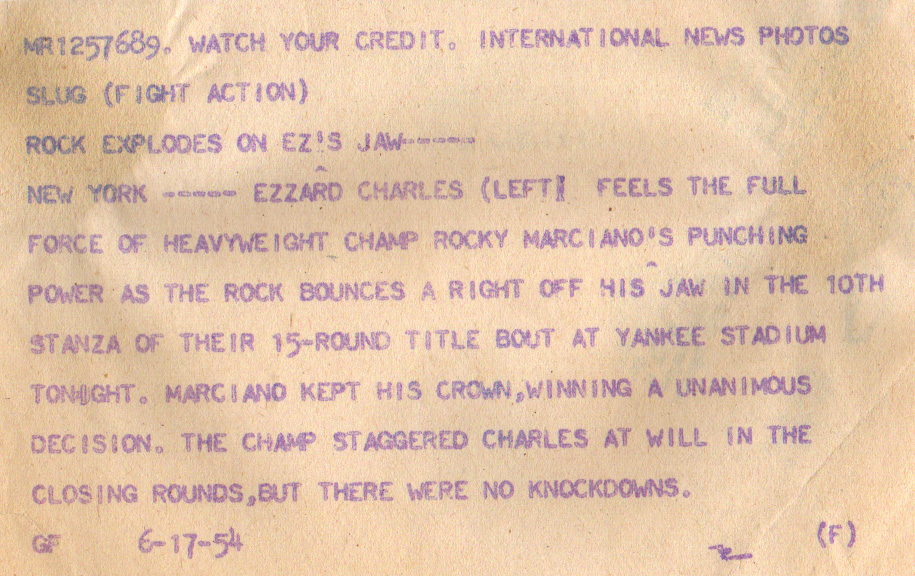 MR1257689. WATCH YOUR CREDIT. INTERNATIONAL NEWS PHOTOS
SLUG (FIGHT ACTION)
ROCK EXPLODES ON EZ'S JAW-----
NEW YORK ----- EZZARD CHARLES (LEFT) FEELS THE FULL
FORCE OF HEAVYWEIGHT CHAMP ROCKY MARCIANO'S PUNCHING
POWER AS THE ROCK BOUNCES A RIGHT OFF HIS JAW IN THE 10TH
STANZA OF THEIR 15-ROUND TITLE BOUT AT YANKEE STADIUM
TONIGHT. MARCIANO KEPT HIS CROWN,WINNING A UNANIMOUS
DECISION. THE CHAMP STAGGERED CHARLES AT WILL IN THE
CLOSING ROUNDS,BUT THERE WERE NO KNOCKDOWNS.
GF 6-17-54 (F)